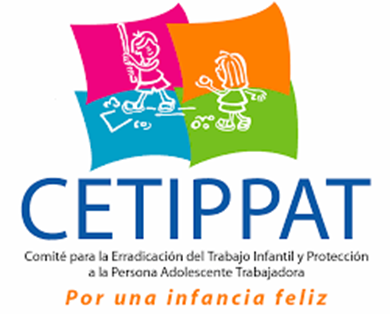 CETIPPAT
Comité para la Erradicación del Trabajo Infantil y Protección
a la Persona Adolescente Trabajadora
Por una infancia feliz